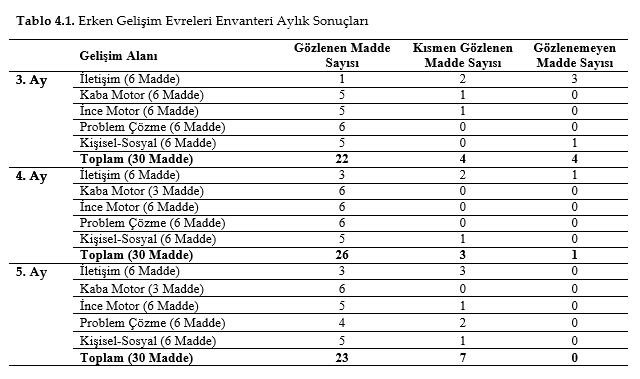 Tablo 4.1. Erken Gelişim Evreleri Envanteri Aylık Sonuçları
Gelişim Alanı Gözlenen Madde Sayısı Kısmen Gözlenen Madde Sayısı Gözlenemeyen Madde Sayısı
3. Ay İletişim (6 Madde) 1 2 3
Kaba Motor (6 Madde) 5 1 0
İnce Motor (6 Madde) 5 1 0
Problem Çözme (6 Madde) 6 0 0
Kişisel-Sosyal (6 Madde) 5 0 1
Toplam (30 Madde) 22 4 4
4. Ay İletişim (6 Madde) 3 2 1
Kaba Motor (3 Madde) 6 0 0
İnce Motor (6 Madde) 6 0 0
Problem Çözme (6 Madde) 6 0 0
Kişisel-Sosyal (6 Madde) 5 1 0
Toplam (30 Madde) 26 3 1
5. Ay İletişim (6 Madde) 3 3 0
Kaba Motor (3 Madde) 6 0 0
İnce Motor (6 Madde) 5 1 0
Problem Çözme (6 Madde) 4 2 0
Kişisel-Sosyal (6 Madde) 5 1 0
Toplam (30 Madde) 23 7 0